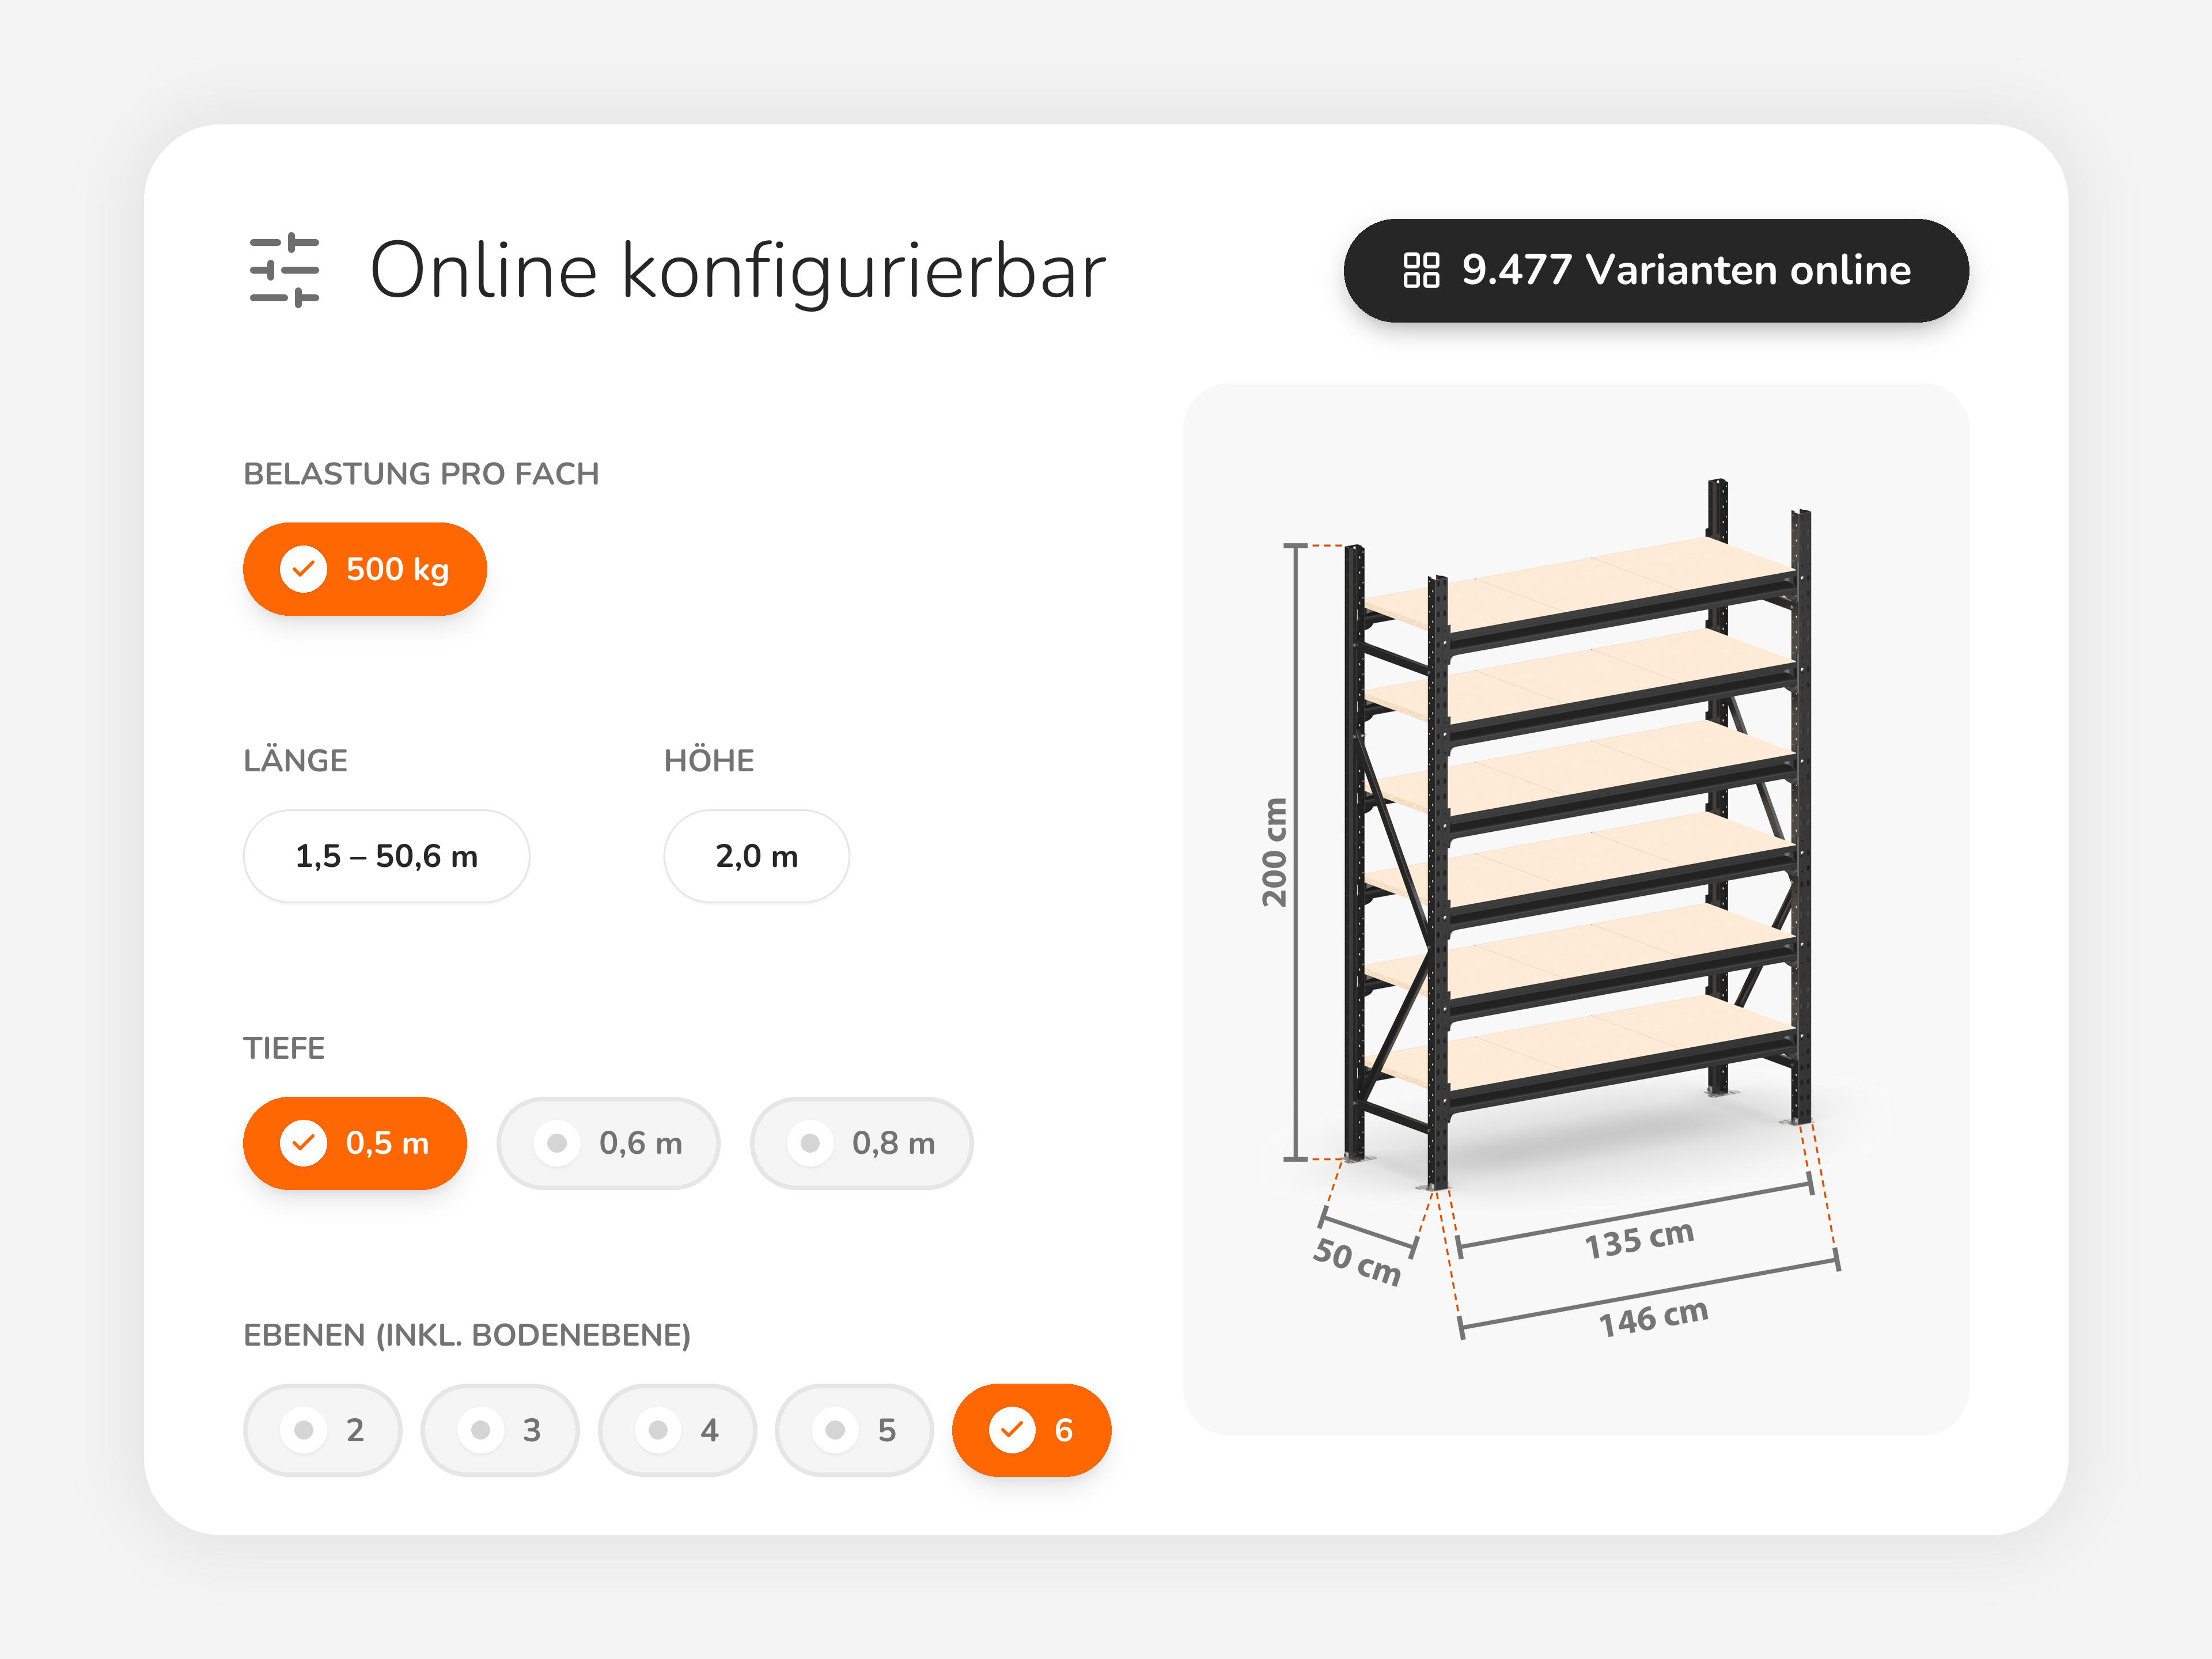 Online konfigurierbar
9.477 Varianten online
BELASTUNG PRO FACH
500 kg
LÄNGE
HÖHE
1,5 – 50,6 m
2,0 m
TIEFE
0,5 m
0,6 m
0,8 m
EBENEN (INKL. BODENEBENE)
2
3
4
5
6
200 cm
50 cm
135 cm
146 cm